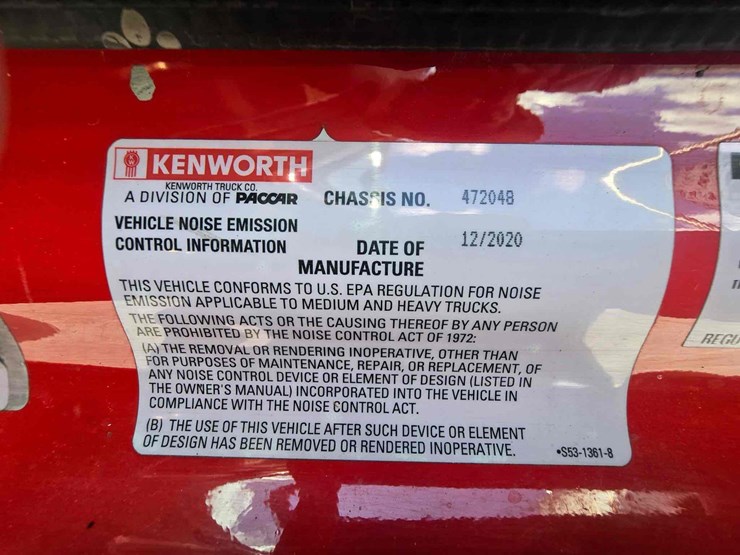 KENWORTH
KENWORTH TRUCK CO.
A DIVISION OF PACCAR
CHASSIS NO. 472048
VEHICLE NOISE EMISSION
CONTROL INFORMATION
DATE OF
MANUFACTURE
12/2020
THIS VEHICLE CONFORMS TO U.S. EPA REGULATION FOR NOISE
EMISSION APPLICABLE TO MEDIUM AND HEAVY TRUCKS.
THE FOLLOWING ACTS OR THE CAUSING THEREOF BY ANY PERSON
ARE PROHIBITED BY THE NOISE CONTROL ACT OF 1972:
(A) THE REMOVAL OR RENDERING INOPERATIVE, OTHER THAN
FOR PURPOSES OF MAINTENANCE, REPAIR, OR REPLACEMENT, OF
ANY NOISE CONTROL DEVICE OR ELEMENT OF DESIGN (LISTED IN
THE OWNER'S MANUAL) INCORPORATED INTO THE VEHICLE IN
COMPLIANCE WITH THE NOISE CONTROL ACT.
(B) THE USE OF THIS VEHICLE AFTER SUCH DEVICE OR ELEMENT
OF DESIGN HAS BEEN REMOVED OR RENDERED INOPERATIVE.
•S53-1361-8